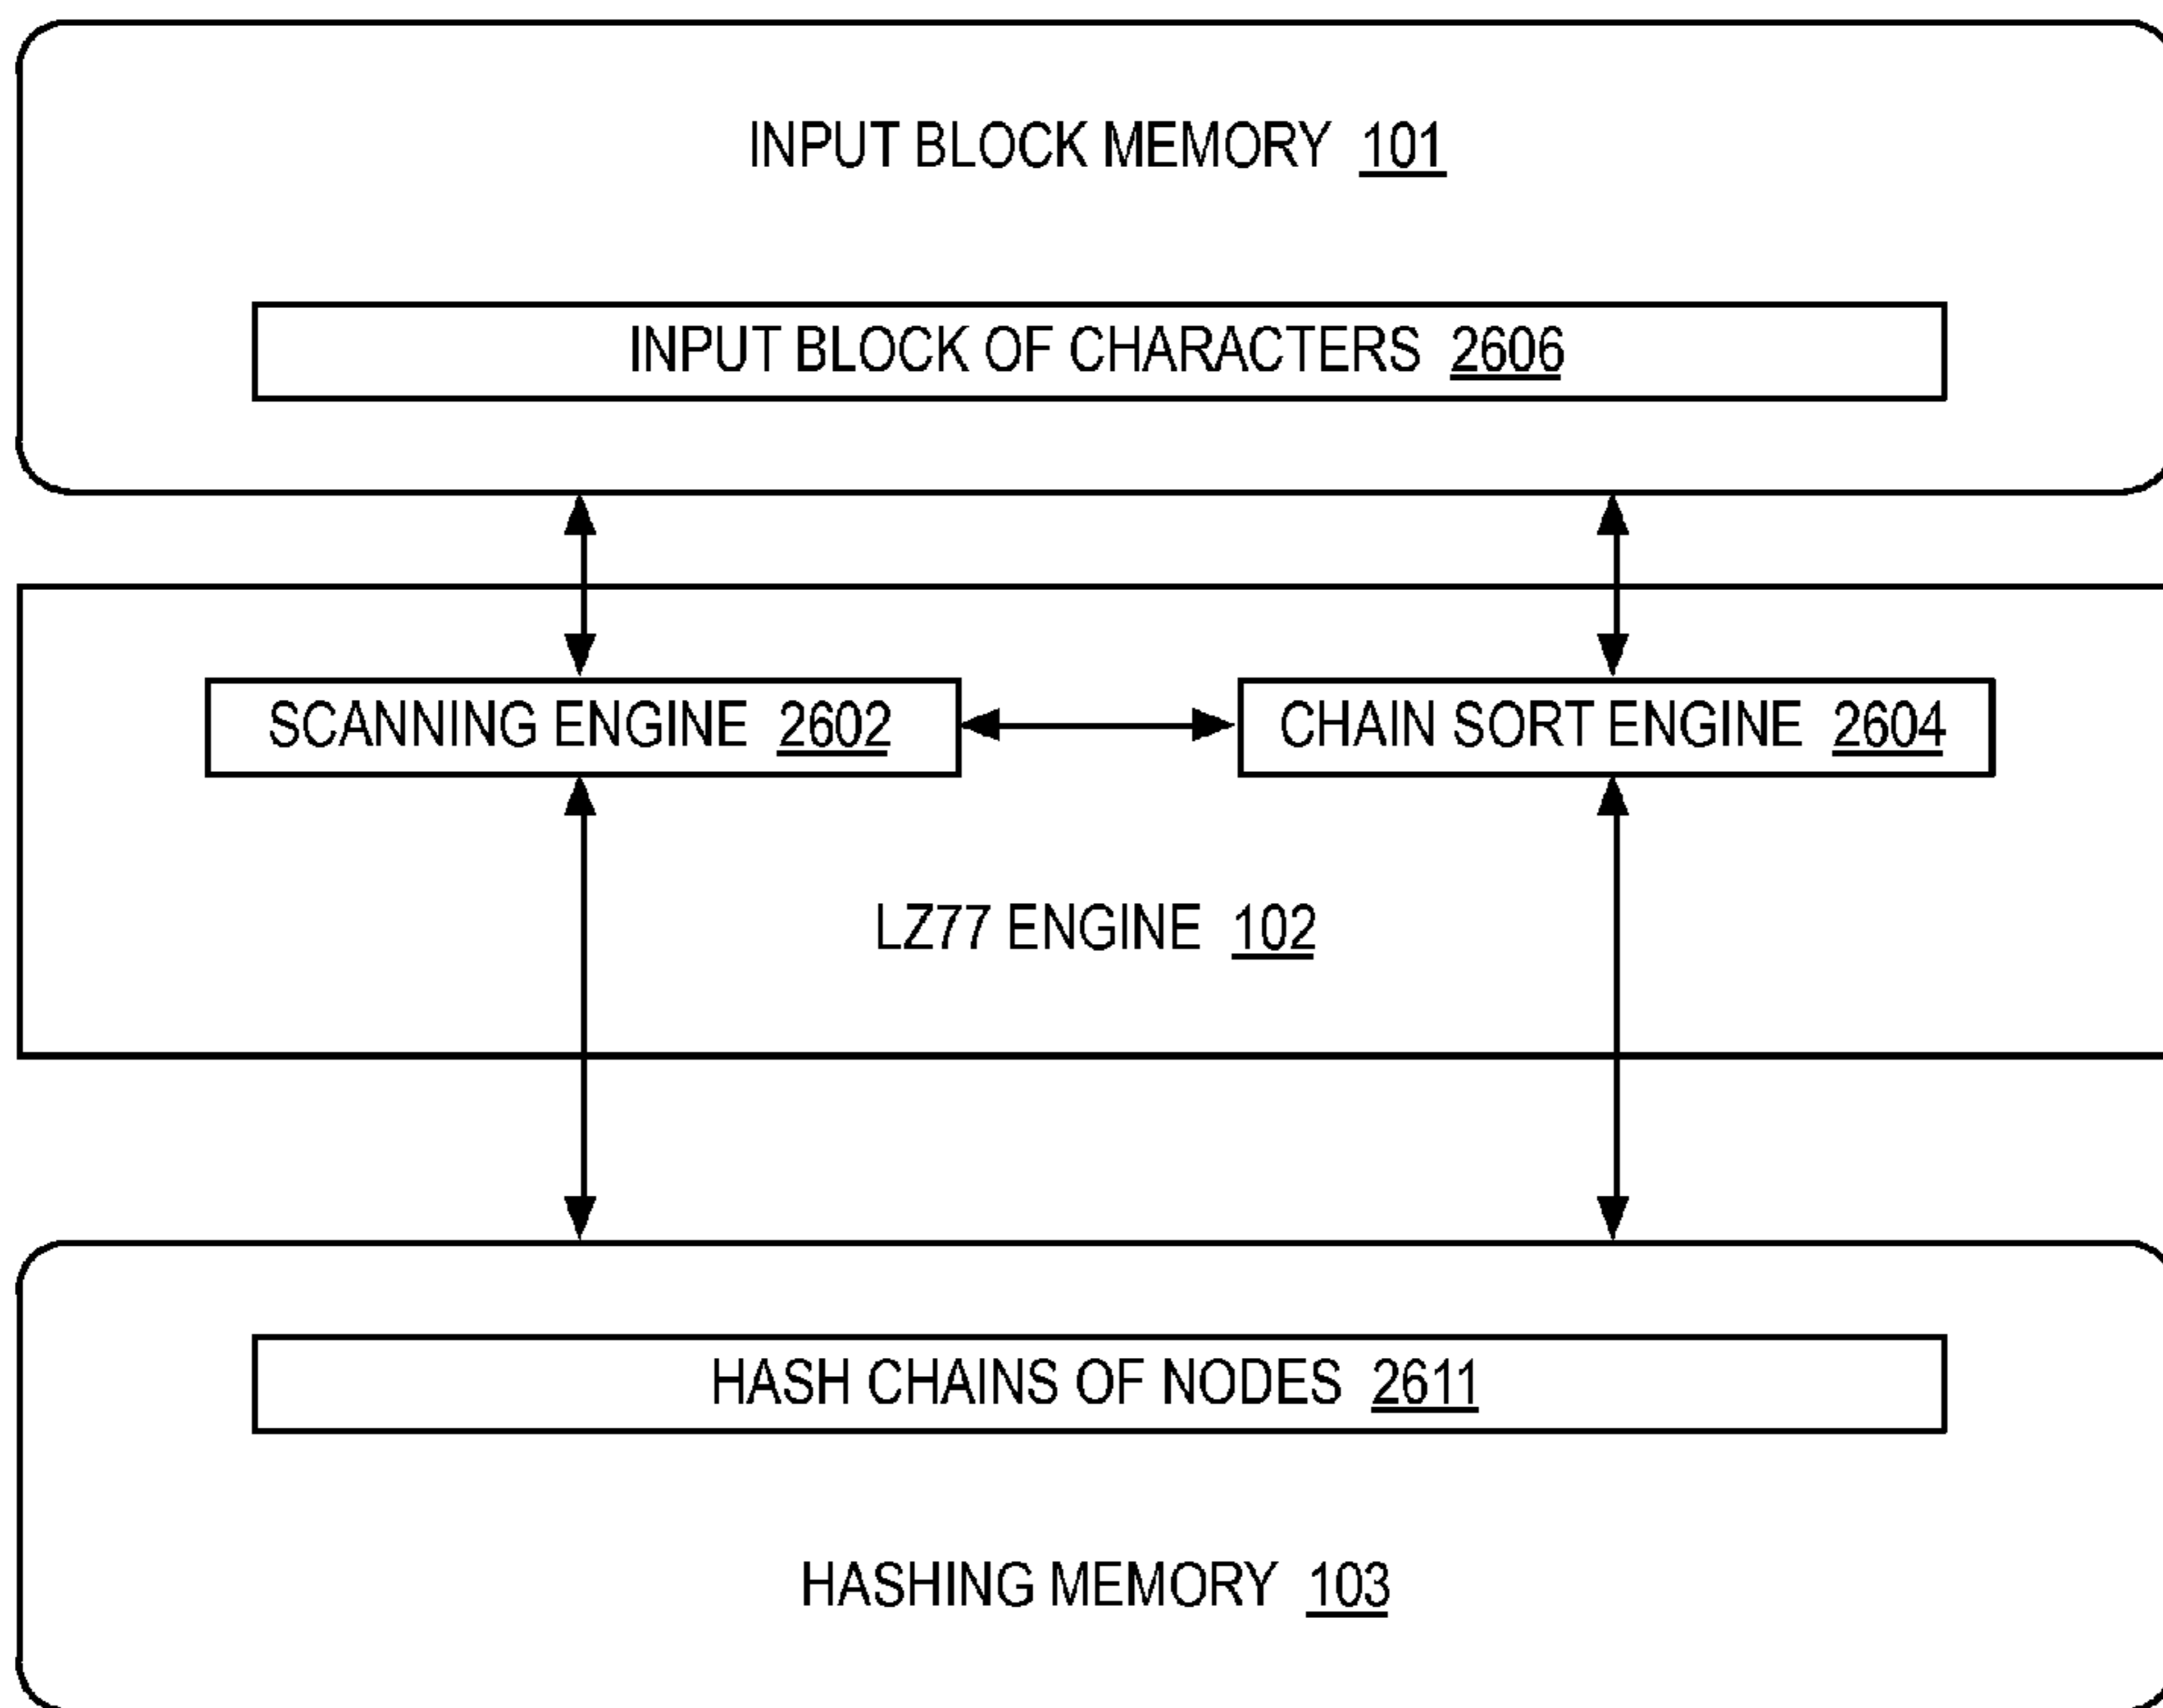 INPUT BLOCK MEMORY 101
INPUT BLOCK OF CHARACTERS 2606
SCANNING ENGINE 2602
CHAIN SORT ENGINE 2604
LZ77 ENGINE 102
HASH CHAINS OF NODES 2611
HASHING MEMORY 103